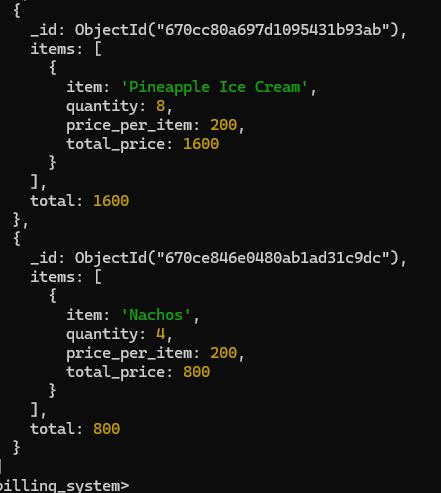 {
_id: ObjectId("670cc80a697d1095431b93ab"),
items: [
{
item: 'Pineapple Ice Cream',
quantity: 8,
price_per_item: 200,
total_price: 1600
}
],
total: 1600
},
{
_id: ObjectId("670ce846e0480ab1ad31c9dc"),
items: [
{
item: 'Nachos',
quantity: 4,
price_per_item: 200,
total_price: 800
}
],
total: 800
}
]
billing_system>